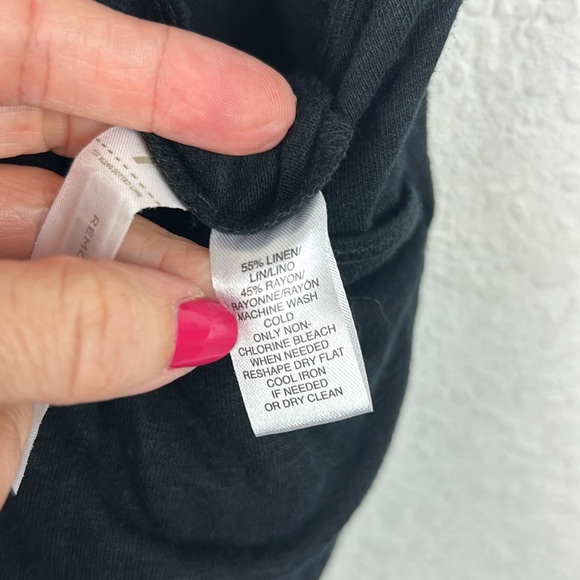 55% LINEN/
LIN/LINO
45% RAYON/
RAYONNE/RAYON
MACHINE WASH
COLD
ONLY NON-
CHLORINE BLEACH
WHEN NEEDED
RESHAPE DRY FLAT
COOL IRON
IF NEEDED
OR DRY CLEAN